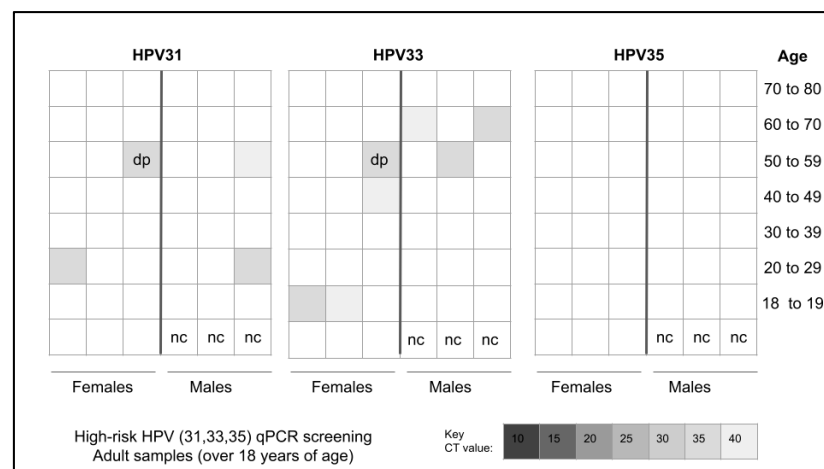 HPV31 HPV33 HPV35 Age
70 to 80
60 to 70
dp dp 50 to 59
40 to 49
30 to 39
20 to 29
18 to 19
nc nc nc nc nc nc nc nc nc
Females Males Females Males Females Males
High-risk HPV (31,33,35) qPCR screening
Adult samples (over 18 years of age)
Key
CT value: 10 15 20 25 30 35 40